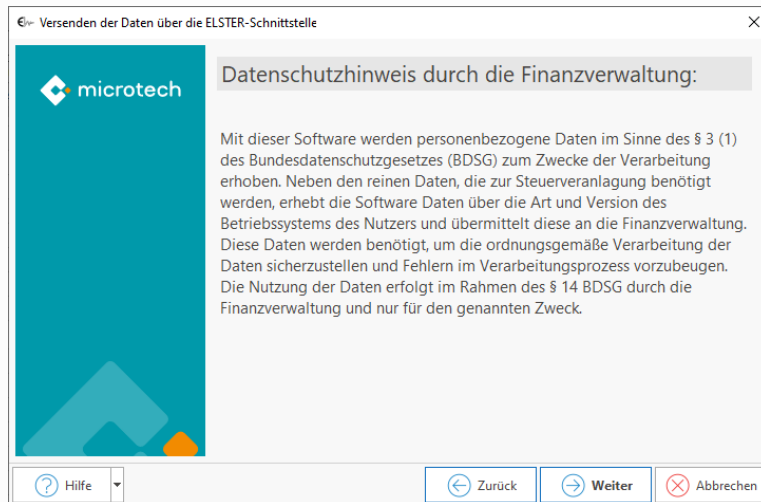 Versenden der Daten über die ELSTER-Schnittstelle
microtech
Datenschutzhinweis durch die Finanzverwaltung:
Mit dieser Software werden personenbezogene Daten im Sinne des § 3 (1)
des Bundesdatenschutzgesetzes (BDSG) zum Zwecke der Verarbeitung
erhoben. Neben den reinen Daten, die zur Steuerveranlagung benötigt
werden, erhebt die Software Daten über die Art und Version des
Betriebssystems des Nutzers und übermittelt diese an die Finanzverwaltung.
Diese Daten werden benötigt, um die ordnungsgemäße Verarbeitung der
Daten sicherzustellen und Fehlern im Verarbeitungsprozess vorzubeugen.
Die Nutzung der Daten erfolgt im Rahmen des § 14 BDSG durch die
Finanzverwaltung und nur für den genannten Zweck.
Hilfe
Zurück
Weiter
Abbrechen